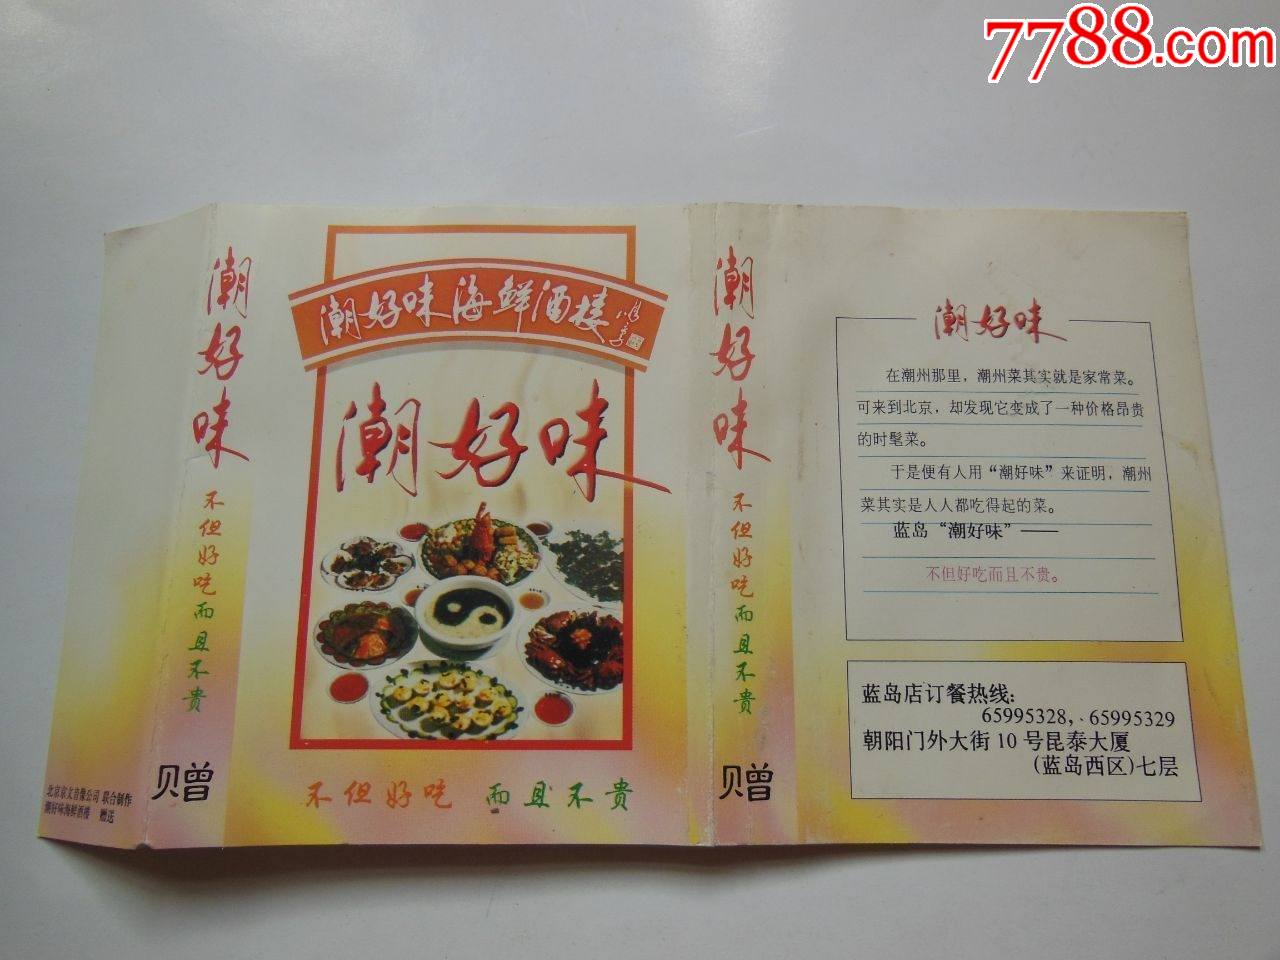 7788.com
潮好味
不但好吃而且不贵
赠
北京京文音像公司 联合制作
潮好味海鲜酒楼 赠送
潮好味海鲜酒楼
潮好味
不但好吃 而且不贵
潮好味
不但好吃而且不贵
赠
潮好味
在潮州那里，潮州菜其实就是家常菜。
可来到北京，却发现它变成了一种价格昂贵
的时髦菜。
于是便有人用“潮好味”来证明，潮州
菜其实是人人都吃得起的菜。
蓝岛“潮好味”——
不但好吃而且不贵。
蓝岛店订餐热线：
65995328，、65995329
朝阳门外大街10号昆泰大厦
(蓝岛西区)七层